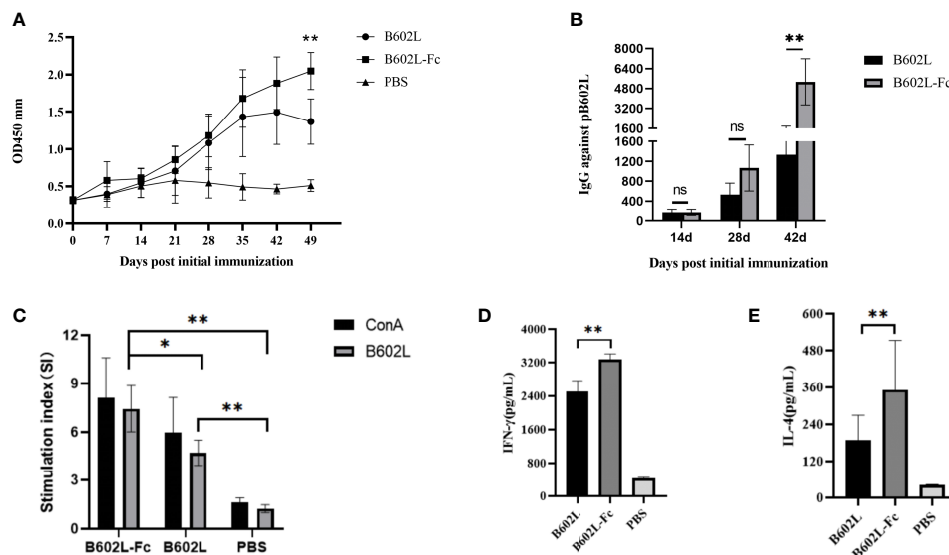 A
2.5
2.0
1.5
1.0
0.5
0.0
OD450 mm
0 7 14 21 28 35 42 49
Days post initial immunization
**
B602L
B602L-Fc
PBS
B
8000
6400
4800
3200
1600
1600
1200
800
400
0
IgG against pB602L
ns
ns
**
14d 28d 42d
Days post initial immunization
B602L
B602L-Fc
C
12
9
6
3
0
Stimulation index(SI)
**
*
**
B602L-Fc B602L PBS
ConA
B602L
D
4000
3200
2400
1600
800
0
IFN-γ(pg/mL)
**
B602L
B602L-Fc
PBS
E
600
480
360
240
120
0
IL-4(pg/mL)
**
B602L
B602L-Fc
PBS